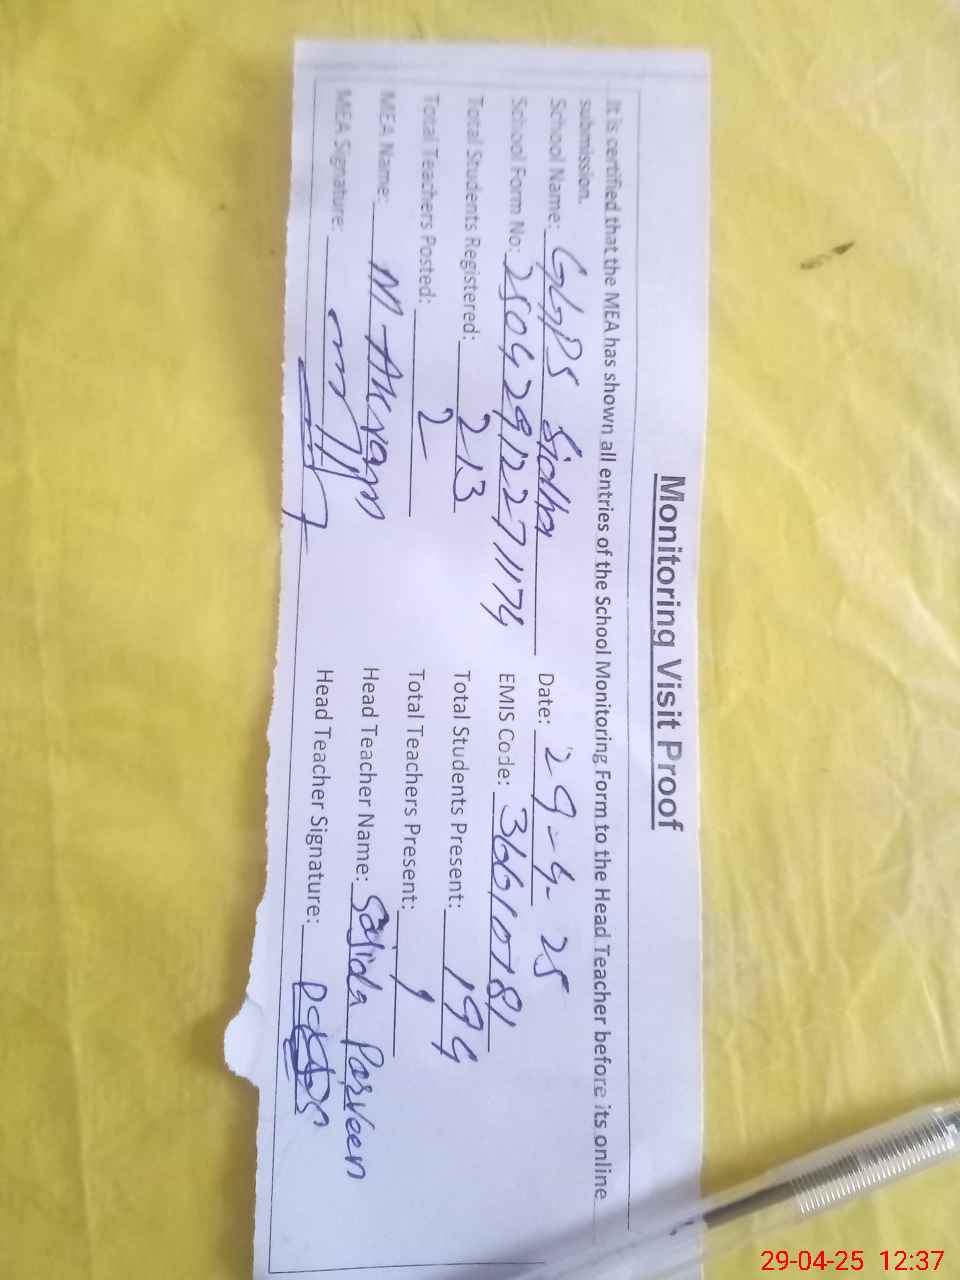 Monitoring Visit Proof
It is certified that the MEA has shown all entries of the School Monitoring Form to the Head Teacher before its online
submission.
School Name: GGPS Sidha Date: 29-4-25
School Form No: 25042912271174 EMIS Code: 36610781
Total Students Registered: 213 Total Students Present: 194
Total Teachers Posted: 2 Total Teachers Present: 1
MEA Name: M Akram Head Teacher Name: Sajida Parveen
MEA Signature: Head Teacher Signature:
29-04-25 12:37